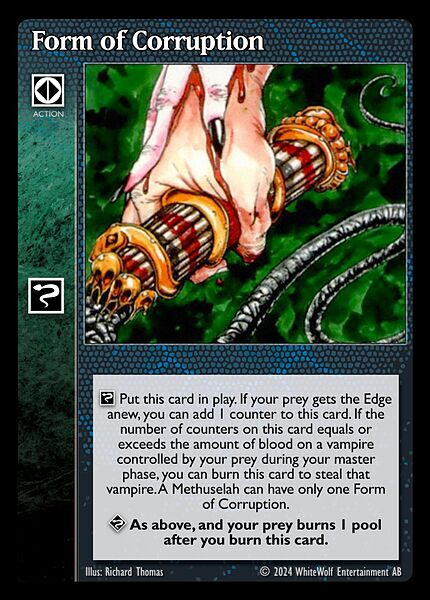 Form of Corruption
ACTION
Put this card in play. If your prey gets the Edge
anew, you can add 1 counter to this card. If the
number of counters on this card equals or
exceeds the amount of blood on a vampire
controlled by your prey during your master
phase, you can burn this card to steal that
vampire. A Methuselah can have only one Form
of Corruption.
As above, and your prey burns 1 pool
after you burn this card.
Illus: Richard Thomas © 2024 WhiteWolf Entertainment AB